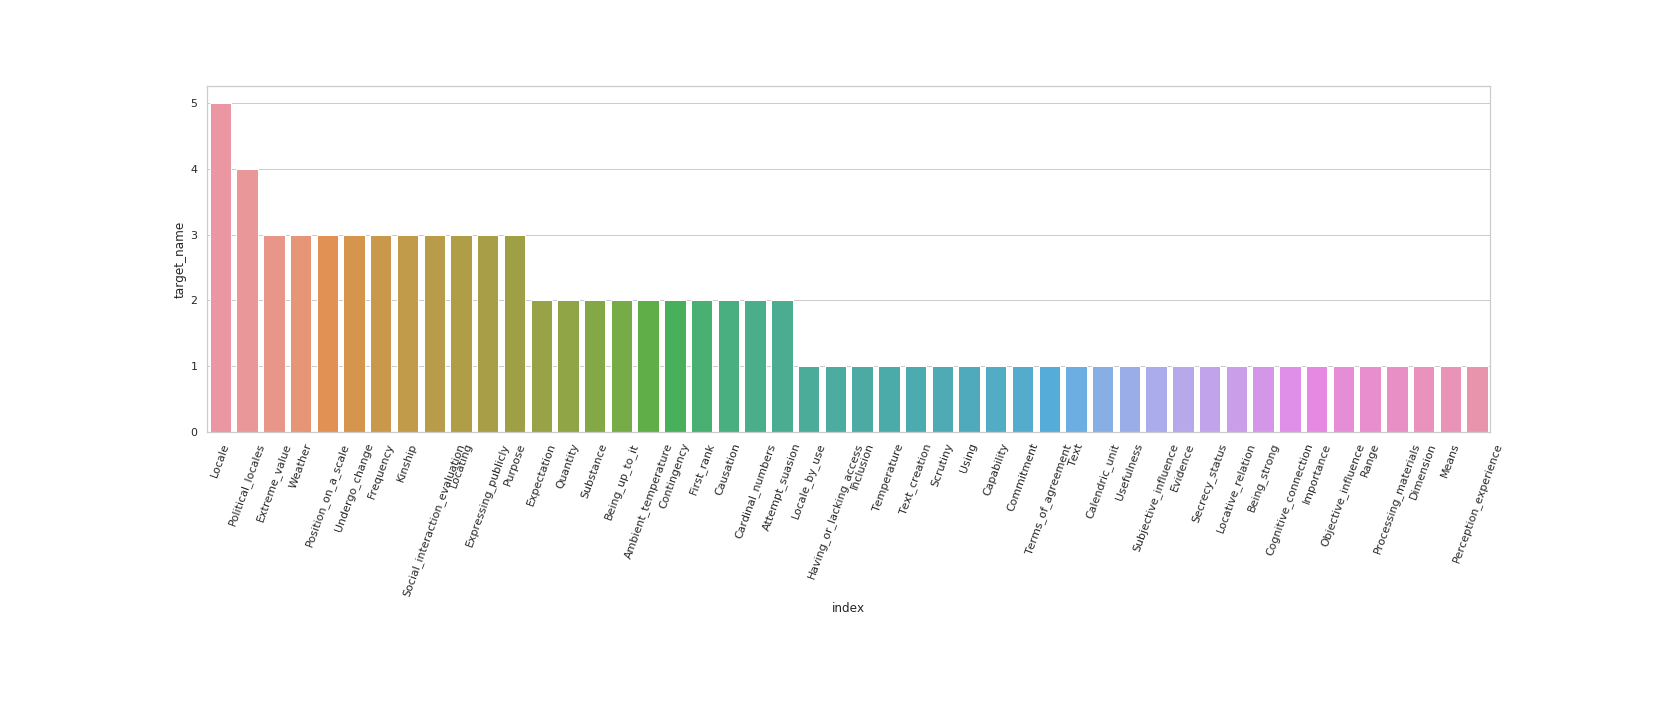 5
4
3
2
1
0
target_name
Locale
Political_locales
Extreme_value
Weather
Position_on_a_scale
Undergo_change
Frequency
Kinship
Social_interaction_evaluation
Locating
Expressing_publicly
Purpose
Expectation
Quantity
Substance
Being_up_to_it
Ambient_temperature
Contingency
First_rank
Causation
Cardinal_numbers
Attempt_suasion
Locale_by_use
Having_or_lacking_access
Inclusion
Temperature
Text_creation
Scrutiny
Using
Capability
Commitment
Terms_of_agreement
Text
Calendric_unit
Usefulness
Subjective_influence
Evidence
Secrecy_status
Locative_relation
Being_strong
Cognitive_connection
Importance
Objective_influence
Range
Processing_materials
Dimension
Means
Perception_experience
index